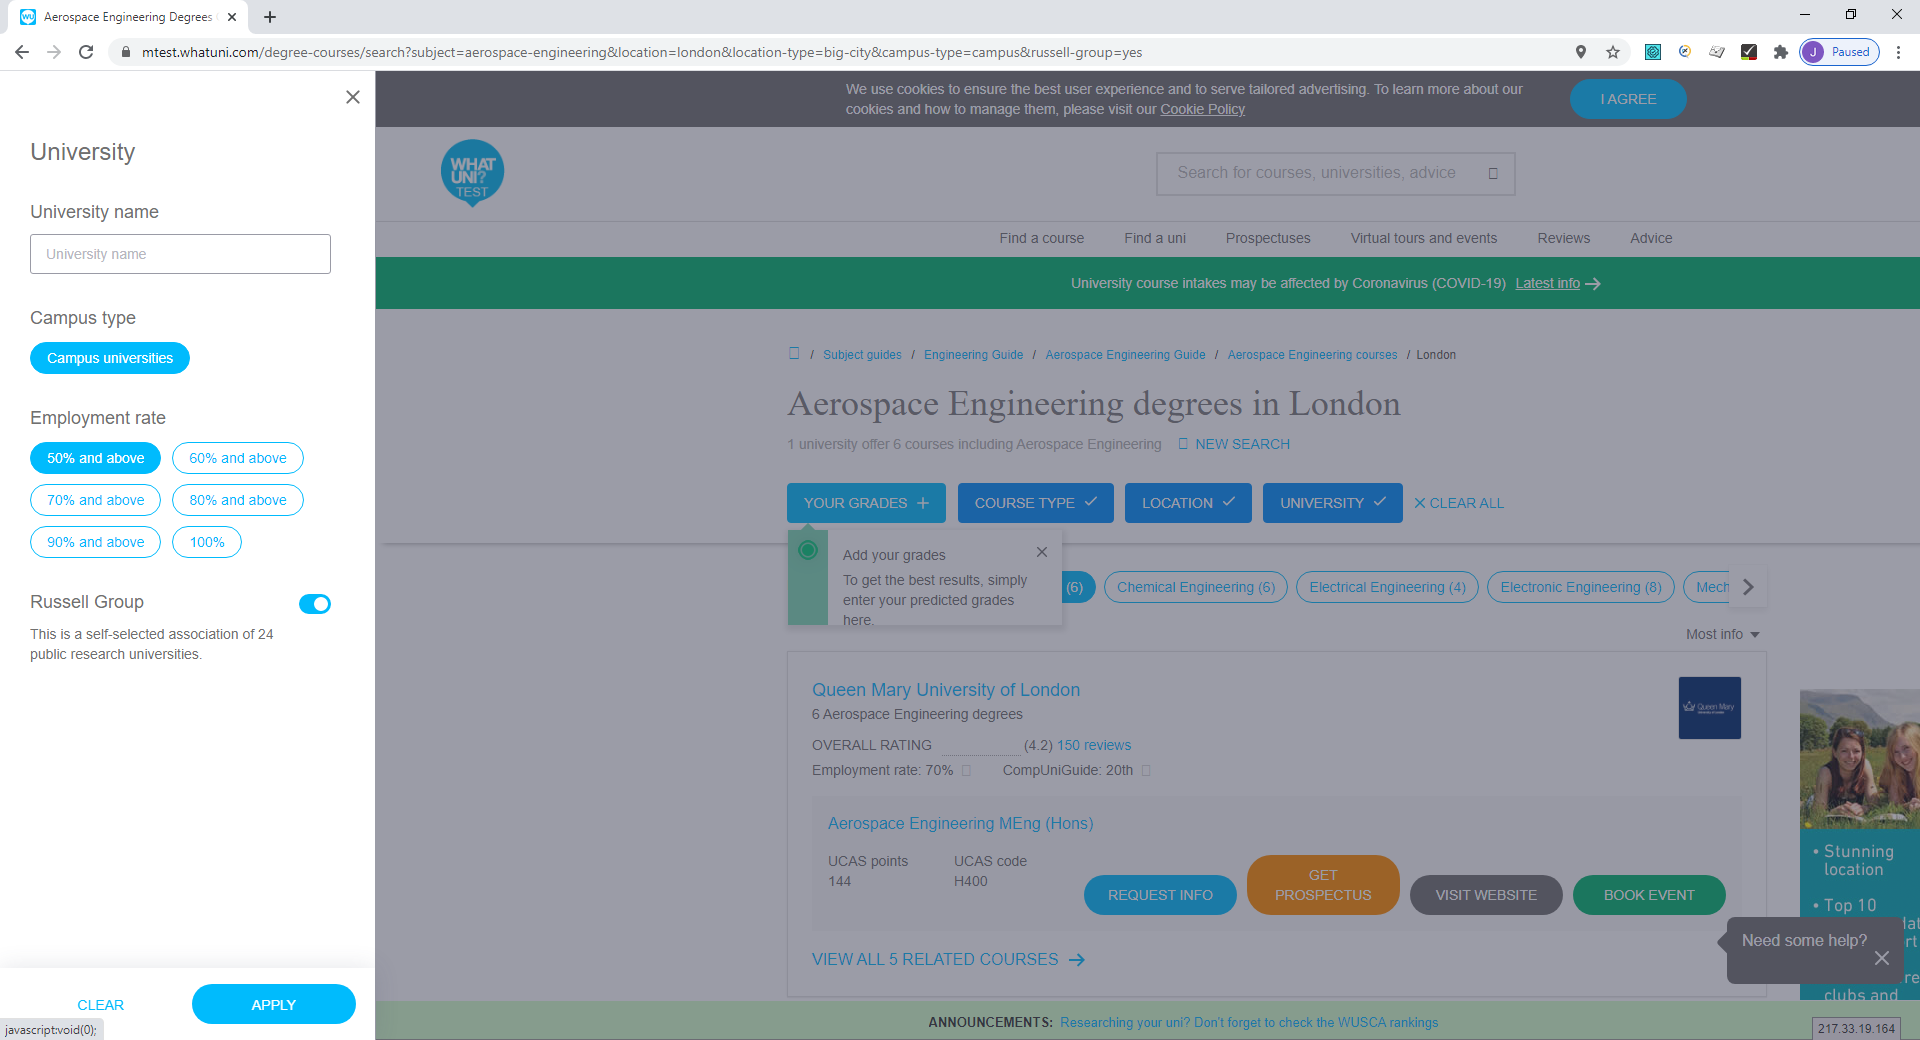 Aerospace Engineering Degrees
mtest.whatuni.com/degree-courses/search?subject=aerospace-engineering&location=london&location-type=big-city&campus-type=campus&russell-group=yes
J Paused
University
University name
University name
Campus type
Campus universities
Employment rate
50% and above
60% and above
70% and above
80% and above
90% and above
100%
Russell Group
This is a self-selected association of 24
public research universities.
CLEAR
APPLY
javascript:void(0);
We use cookies to ensure the best user experience and to serve tailored advertising. To learn more about our
cookies and how to manage them, please visit our Cookie Policy
I AGREE
WHAT
UNI?
TEST
Search for courses, universities, advice
Find a course
Find a uni
Prospectuses
Virtual tours and events
Reviews
Advice
University course intakes may be affected by Coronavirus (COVID-19) Latest info
/ Subject guides / Engineering Guide / Aerospace Engineering Guide / Aerospace Engineering courses / London
Aerospace Engineering degrees in London
1 university offer 6 courses including Aerospace Engineering
NEW SEARCH
YOUR GRADES
COURSE TYPE
LOCATION
UNIVERSITY
CLEAR ALL
Add your grades
To get the best results, simply
enter your predicted grades
here.
(6)
Chemical Engineering (6)
Electrical Engineering (4)
Electronic Engineering (8)
Mech
Most info
Queen Mary University of London
6 Aerospace Engineering degrees
OVERALL RATING (4.2) 150 reviews
Employment rate: 70%
CompUniGuide: 20th
Queen Mary
Aerospace Engineering MEng (Hons)
UCAS points
144
UCAS code
H400
REQUEST INFO
GET
PROSPECTUS
VISIT WEBSITE
BOOK EVENT
VIEW ALL 5 RELATED COURSES
• Stunning
location
• Top 10
clubs and
Need some help?
ANNOUNCEMENTS: Researching your uni? Don't forget to check the WUSCA rankings
217.33.19.164